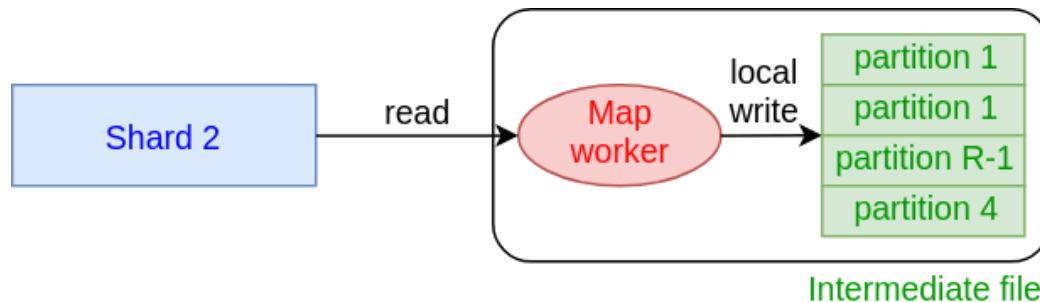 Shard 2
read
Map
worker
local
write
partition 1
partition 1
partition R-1
partition 4
Intermediate file